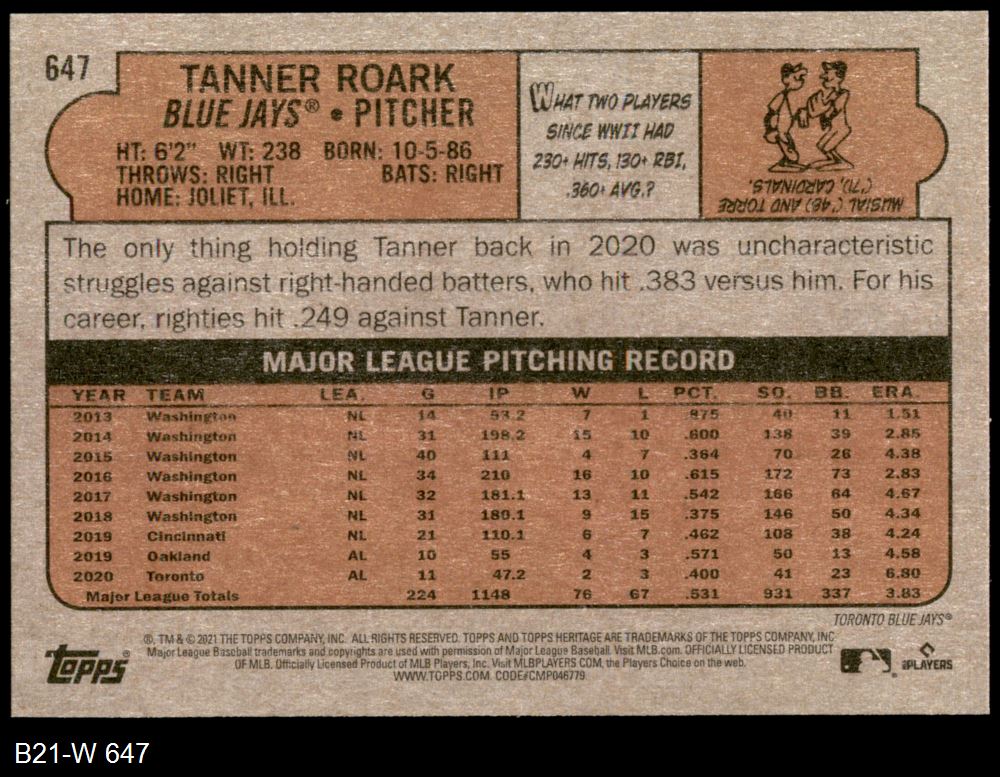 647
TANNER ROARK
BLUE JAYS® • PITCHER
HT: 6'2" WT: 238 BORN: 10-5-86
THROWS: RIGHT BATS: RIGHT
HOME: JOLIET, ILL.
WHAT TWO PLAYERS
SINCE WWII HAD
230+ HITS, 130+ RBI,
.360+ AVG.?
MUSIAL ('48) AND TORRE
('71), CARDINALS.
The only thing holding Tanner back in 2020 was uncharacteristic
struggles against right-handed batters, who hit .383 versus him. For his
career, righties hit .249 against Tanner.
MAJOR LEAGUE PITCHING RECORD
YEAR TEAM LEA. G IP W L PCT. SO. BB. ERA.
2013 Washington NL 14 53.2 7 1 .875 40 11 1.51
2014 Washington NL 31 198.2 15 10 .600 138 39 2.85
2015 Washington NL 40 111 4 7 .364 70 26 4.38
2016 Washington NL 34 210 16 10 .615 172 73 2.83
2017 Washington NL 32 181.1 13 11 .542 166 64 4.67
2018 Washington NL 31 180.1 9 15 .375 146 50 4.34
2019 Cincinnati NL 21 110.1 6 7 .462 108 38 4.24
2019 Oakland AL 10 55 4 3 .571 50 13 4.58
2020 Toronto AL 11 47.2 2 3 .400 41 23 6.80
Major League Totals 224 1148 76 67 .531 931 337 3.83
TORONTO BLUE JAYS®
®, TM & © 2021 THE TOPPS COMPANY, INC. ALL RIGHTS RESERVED. TOPPS AND TOPPS HERITAGE ARE TRADEMARKS OF THE TOPPS COMPANY, INC.
Major League Baseball trademarks and copyrights are used with permission of Major League Baseball. Visit MLB.com. OFFICIALLY LICENSED PRODUCT
OF MLB. Officially Licensed Product of MLB Players, Inc. Visit MLBPLAYERS.COM, the Players Choice on the web.
WWW.TOPPS.COM. CODE#CMP046779
Topps®
PLAYERS
B21-W 647